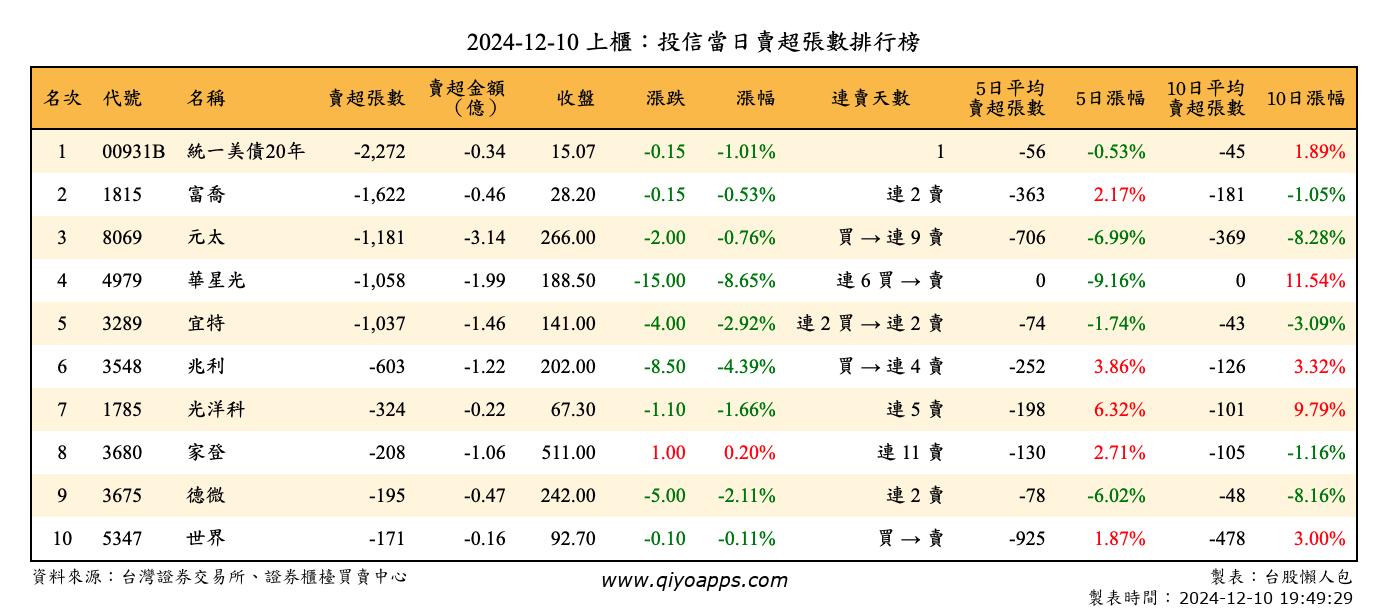 2024-12-10 上櫃：投信當日賣超張數排行榜
名次 代號 名稱 賣超張數 賣超金額（億） 收盤 漲跌 漲幅 連賣天數 5日平均賣超張數 5日漲幅 10日平均賣超張數 10日漲幅
1 00931B 統一美債20年 -2,272 -0.34 15.07 -0.15 -1.01% 1 -56 -0.53% -45 1.89%
2 1815 富喬 -1,622 -0.46 28.20 -0.15 -0.53% 連 2 賣 -363 2.17% -181 -1.05%
3 8069 元太 -1,181 -3.14 266.00 -2.00 -0.76% 買 → 連 9 賣 -706 -6.99% -369 -8.28%
4 4979 華星光 -1,058 -1.99 188.50 -15.00 -8.65% 連 6 買 → 賣 0 -9.16% 0 11.54%
5 3289 宜特 -1,037 -1.46 141.00 -4.00 -2.92% 連 2 買 → 連 2 賣 -74 -1.74% -43 -3.09%
6 3548 兆利 -603 -1.22 202.00 -8.50 -4.39% 買 → 連 4 賣 -252 3.86% -126 3.32%
7 1785 光洋科 -324 -0.22 67.30 -1.10 -1.66% 連 5 賣 -198 6.32% -101 9.79%
8 3680 家登 -208 -1.06 511.00 1.00 0.20% 連 11 賣 -130 2.71% -105 -1.16%
9 3675 德微 -195 -0.47 242.00 -5.00 -2.11% 連 2 賣 -78 -6.02% -48 -8.16%
10 5347 世界 -171 -0.16 92.70 -0.10 -0.11% 買 → 賣 -925 1.87% -478 3.00%
資料來源：台灣證券交易所、證券櫃檯買賣中心 www.qiyoapps.com 製表：台股懶人包
製表時間：2024-12-10 19:49:29